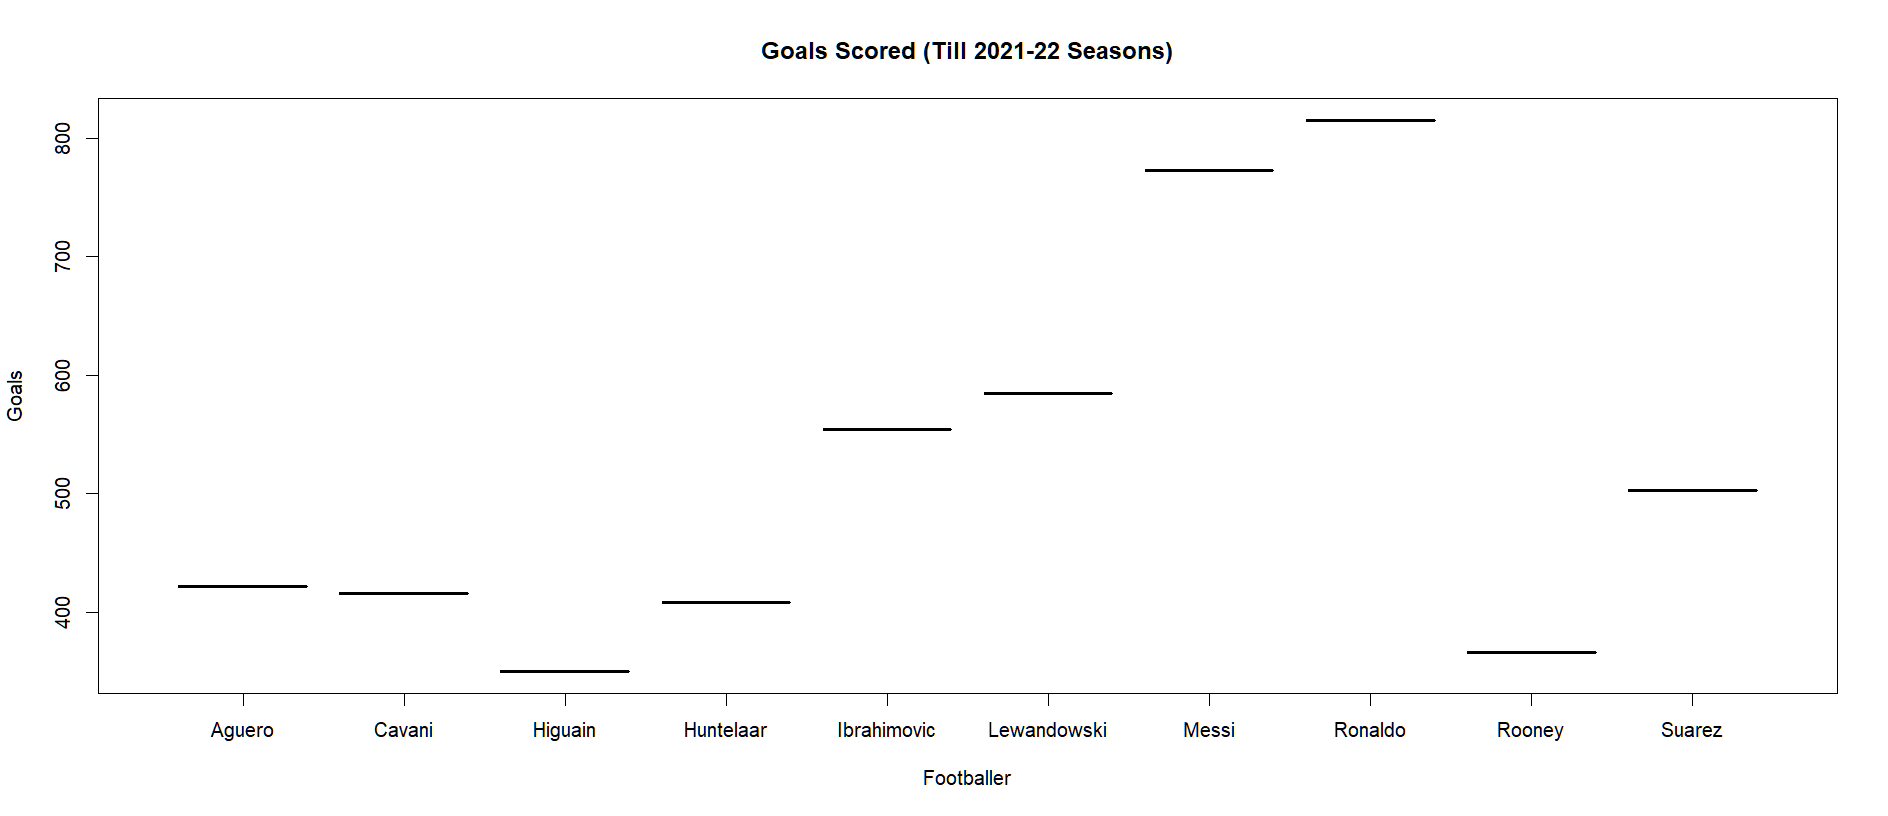 Goals Scored (Till 2021-22 Seasons)
800
700
600
500
400
Goals
Aguero Cavani Higuain Huntelaar Ibrahimovic Lewandowski Messi Ronaldo Rooney Suarez
Footballer